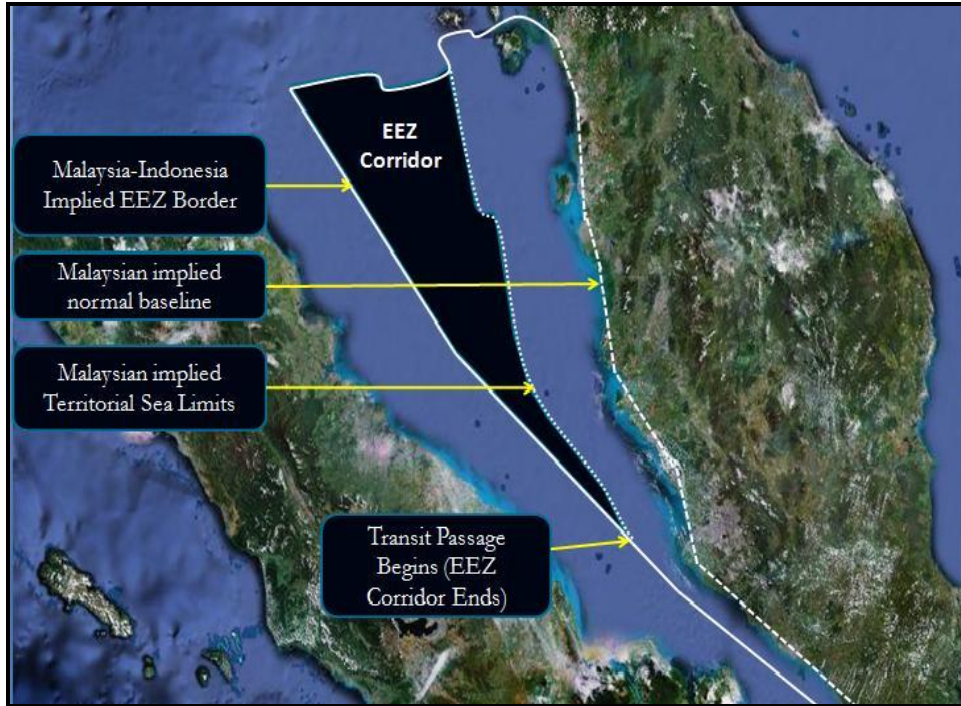 EEZ
Corridor
Malaysia-Indonesia
Implied EEZ Border
Malaysian implied
normal baseline
Malaysian implied
Territorial Sea Limits
Transit Passage
Begins (EEZ
Corridor Ends)